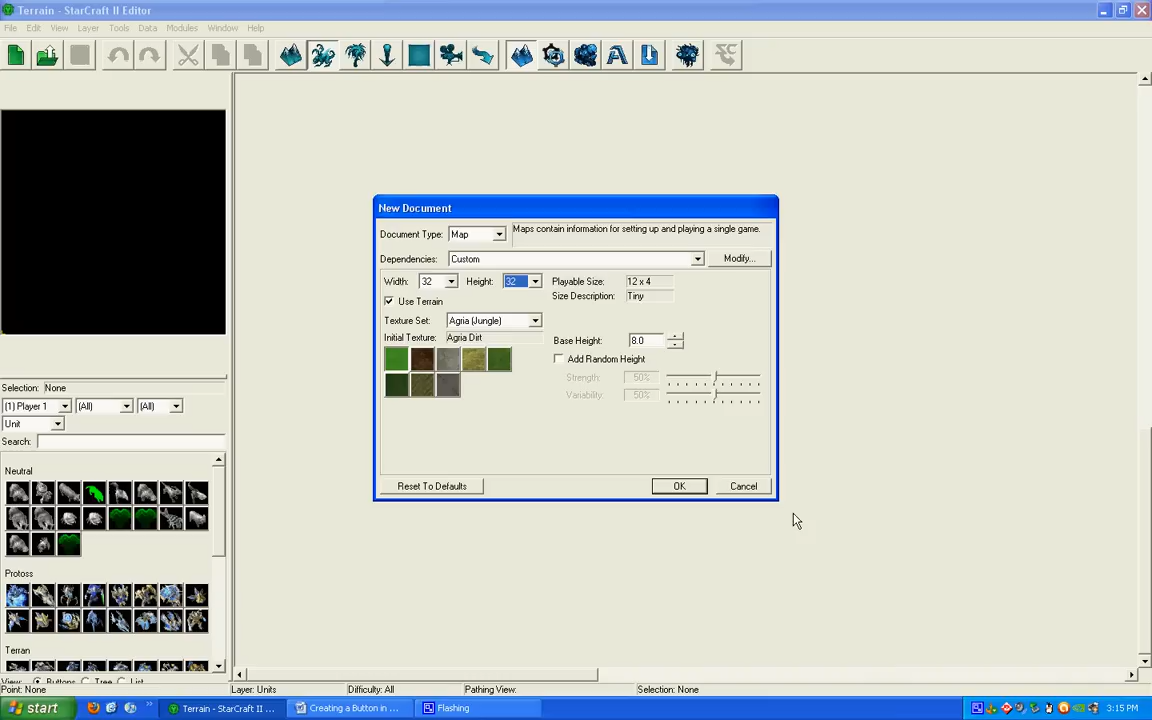 Terrain - StarCraft II Editor
File Edit View Layer Tools Data Modules Window Help
New Document
Document Type: Map Maps contain information for setting up and playing a single game.
Dependencies: Custom Modify...
Width: 32 Height: 32 Playable Size: 12 x 4
Size Description: Tiny
Use Terrain
Texture Set: Agria (Jungle)
Initial Texture: Agria Dirt
Base Height: 8.0
Add Random Height
Strength: 50%
Variability: 50%
Reset To Defaults OK Cancel
Selection: None
(1) Player 1 (All) (All)
Unit
Search:
Neutral
Protoss
Terran
View: Buttons Tree List
Point: None Layer: Units Difficulty: All Pathing View: Selection: None
start Terrain - StarCraft II ... Creating a Button in ... Flashing 3:15 PM